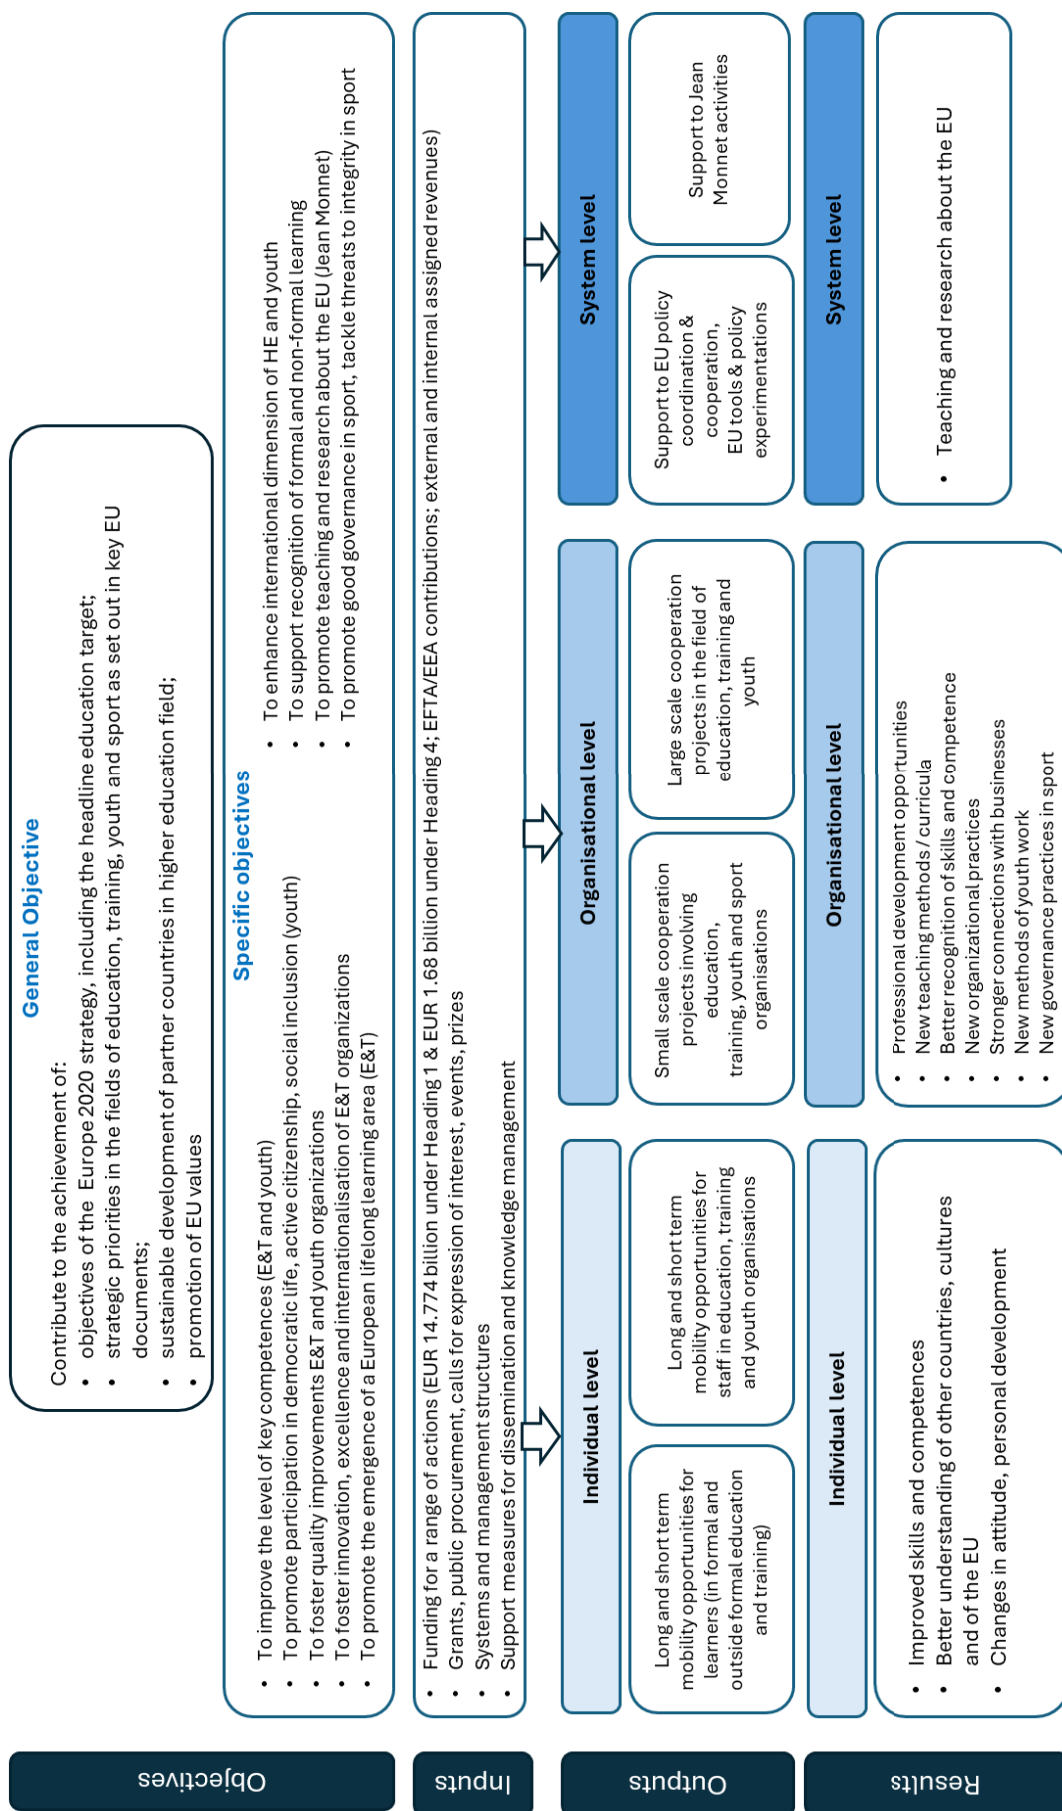 General Objective
Contribute to the achievement of:
• objectives of the Europe 2020 strategy, including the headline education target;
• strategic priorities in the fields of education, training, youth and sport as set out in key EU
documents;
• sustainable development of partner countries in higher education field;
• promotion of EU values
Objectives
Specific objectives
• To improve the level of key competences (E&T and youth)
• To promote participation in democratic life, active citizenship, social inclusion (youth)
• To foster quality improvements E&T and youth organizations
• To foster innovation, excellence and internationalisation of E&T organizations
• To promote the emergence of a European lifelong learning area (E&T)
• To enhance international dimension of HE and youth
• To support recognition of formal and non-formal learning
• To promote teaching and research about the EU (Jean Monnet)
• To promote good governance in sport, tackle threats to integrity in sport
Inputs
• Funding for a range of actions (EUR 14.774 billion under Heading 1 & EUR 1.68 billion under Heading 4; EFTA/EEA contributions; external and internal assigned revenues)
• Grants, public procurement, calls for expression of interest, events, prizes
• Systems and management structures
• Support measures for dissemination and knowledge management
Outputs
Individual level
Long and short term
mobility opportunities for
learners (in formal and
outside formal education
and training)
Long and short term
mobility opportunities for
staff in education, training
and youth organisations
Organisational level
Small scale cooperation
projects involving
education,
training, youth and sport
organisations
Large scale cooperation
projects in the field of
education, training and
youth
System level
Support to EU policy
coordination &
cooperation,
EU tools & policy
experimentations
Support to Jean
Monnet activities
Results
Individual level
• Improved skills and competences
• Better understanding of other countries, cultures
and of the EU
• Changes in attitude, personal development
Organisational level
• Professional development opportunities
• New teaching methods / curricula
• Better recognition of skills and competence
• New organizational practices
• Stronger connections with businesses
• New methods of youth work
• New governance practices in sport
System level
• Teaching and research about the EU